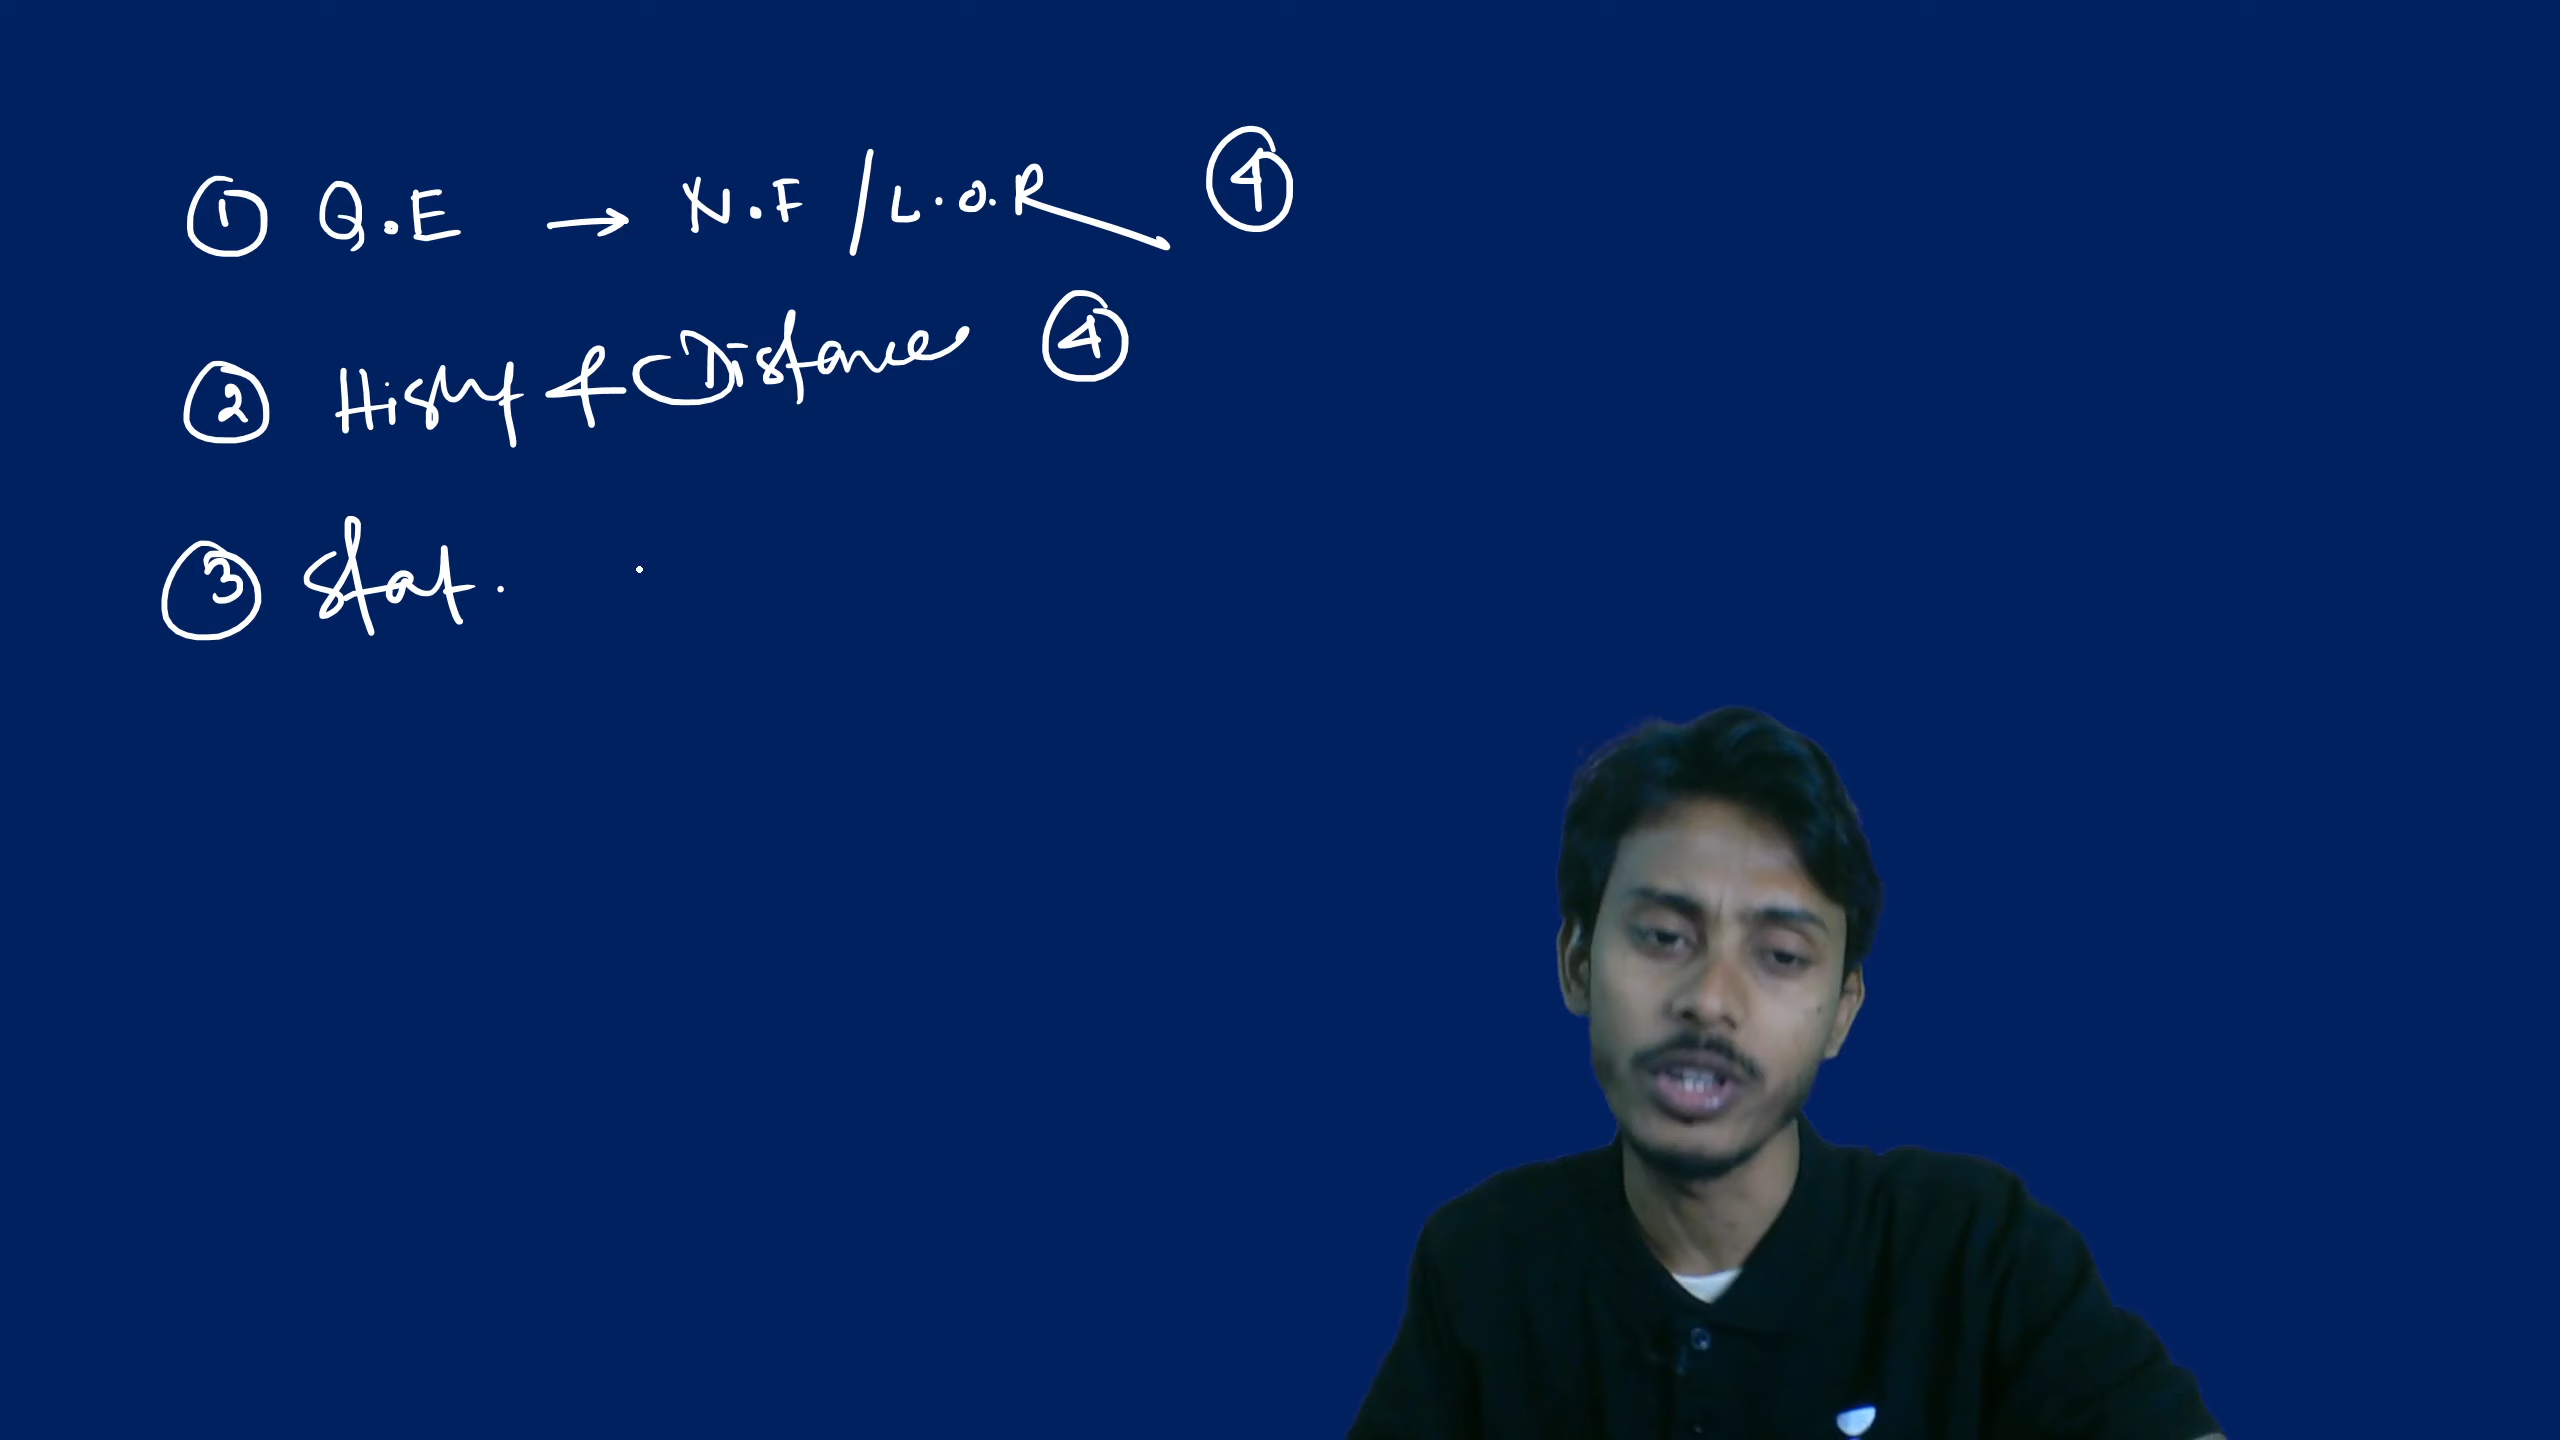 ① Q.E → N.F / L.O.R ④
② Hight & Distance ④
③ Stat.